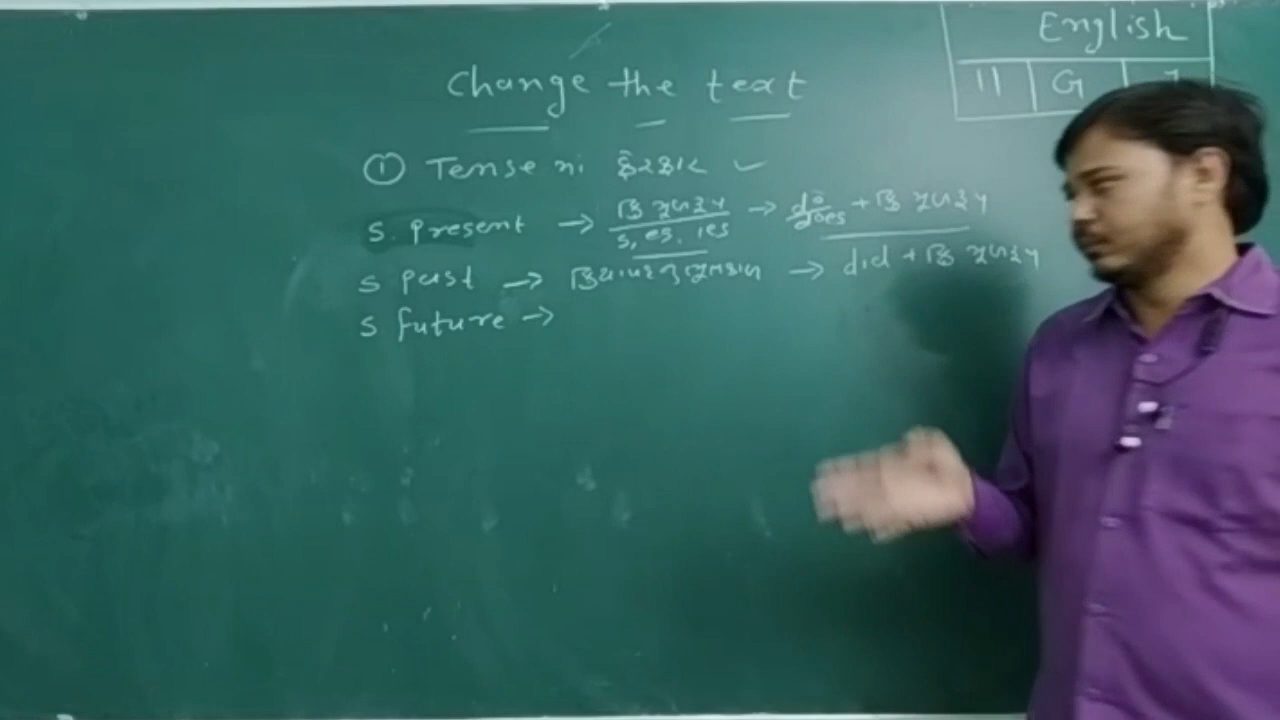 English
11 G
Change the text
① Tense ni ફેરફાર ✓
S. Present → ક્રિ મૂળરૂપ / s, es, ies → do / does + ક્રિ મૂળરૂપ
S past → ક્રિયાપદનું ભૂતકાળ → did + ક્રિ મૂળરૂપ
S future →